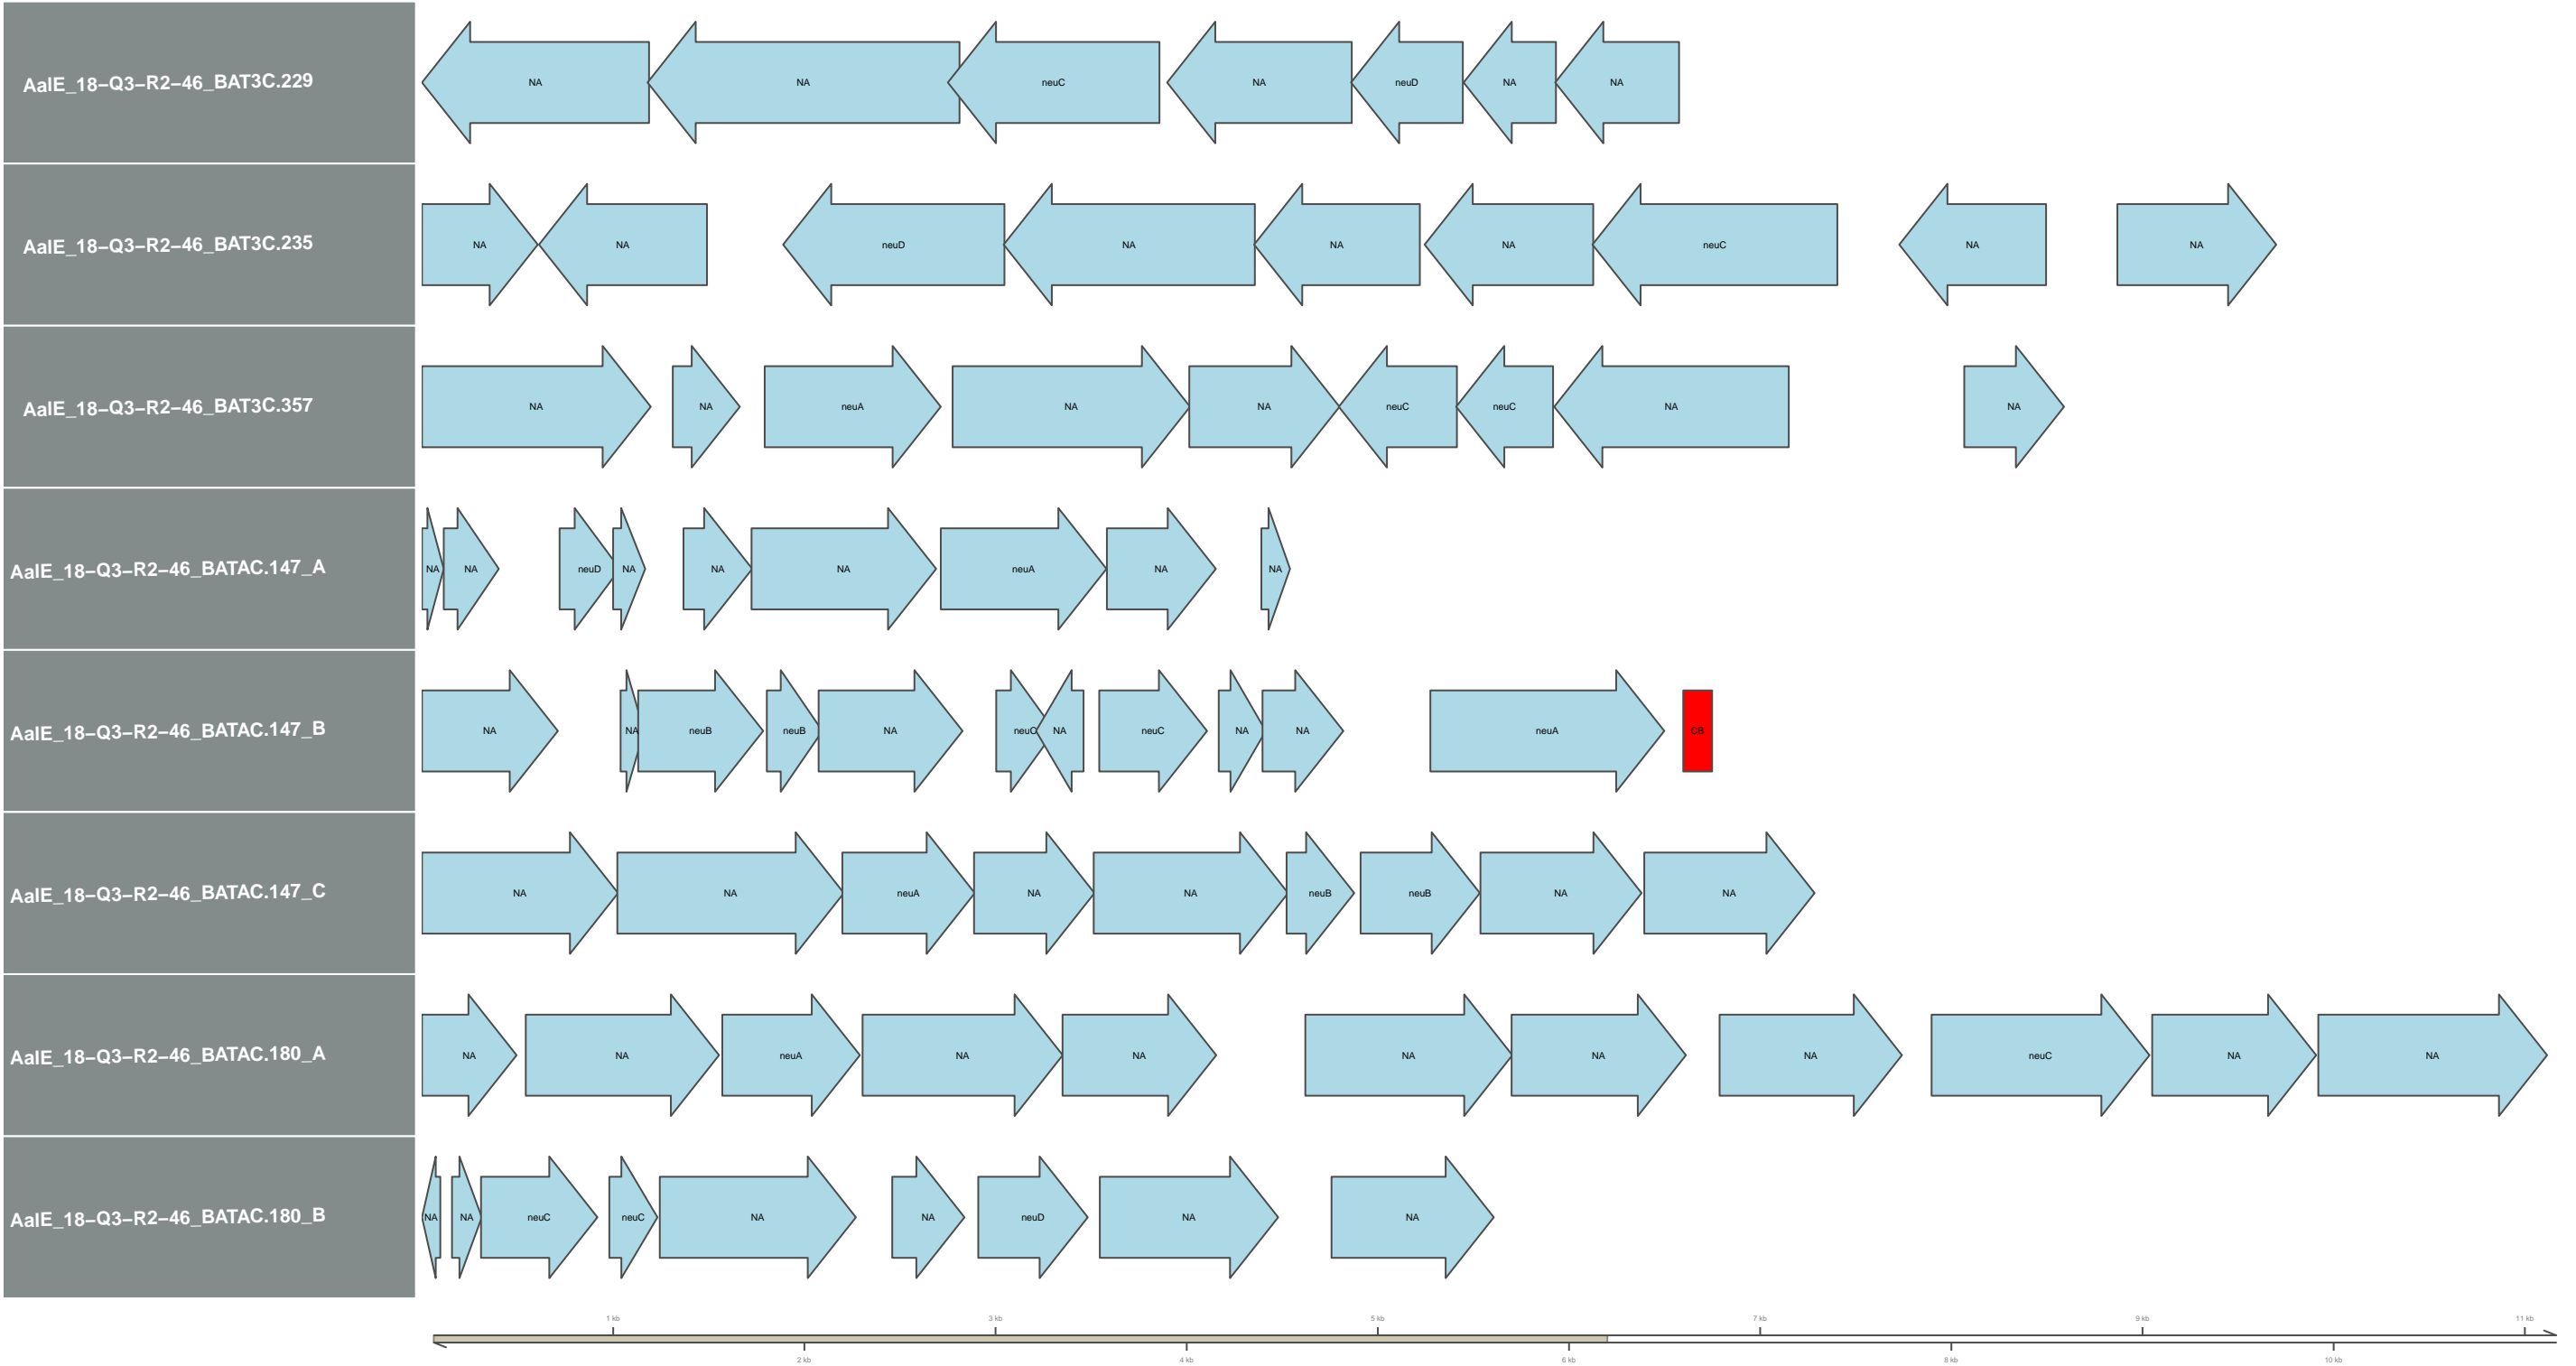 AalE_18−Q3−R2−46_BAT3C.229 NA NA neuC NA neuD NA NA
AalE_18−Q3−R2−46_BAT3C.235 NA NA neuD NA NA NA neuC NA NA
AalE_18−Q3−R2−46_BAT3C.357 NA NA neuA NA NA neuC neuC NA NA
AalE_18−Q3−R2−46_BATAC.147_A NA NA neuD NA NA NA neuA NA NA
AalE_18−Q3−R2−46_BATAC.147_B NA NA neuB neuB NA neuC NA neuC NA NA neuA CB
AalE_18−Q3−R2−46_BATAC.147_C NA NA neuA NA NA neuB neuB NA NA
AalE_18−Q3−R2−46_BATAC.180_A NA NA neuA NA NA NA NA NA neuC NA NA
AalE_18−Q3−R2−46_BATAC.180_B NA NA neuC neuC NA NA neuD NA NA
1 kb 3 kb 5 kb 7 kb 9 kb 11 kb
2 kb 4 kb 6 kb 8 kb 10 kb